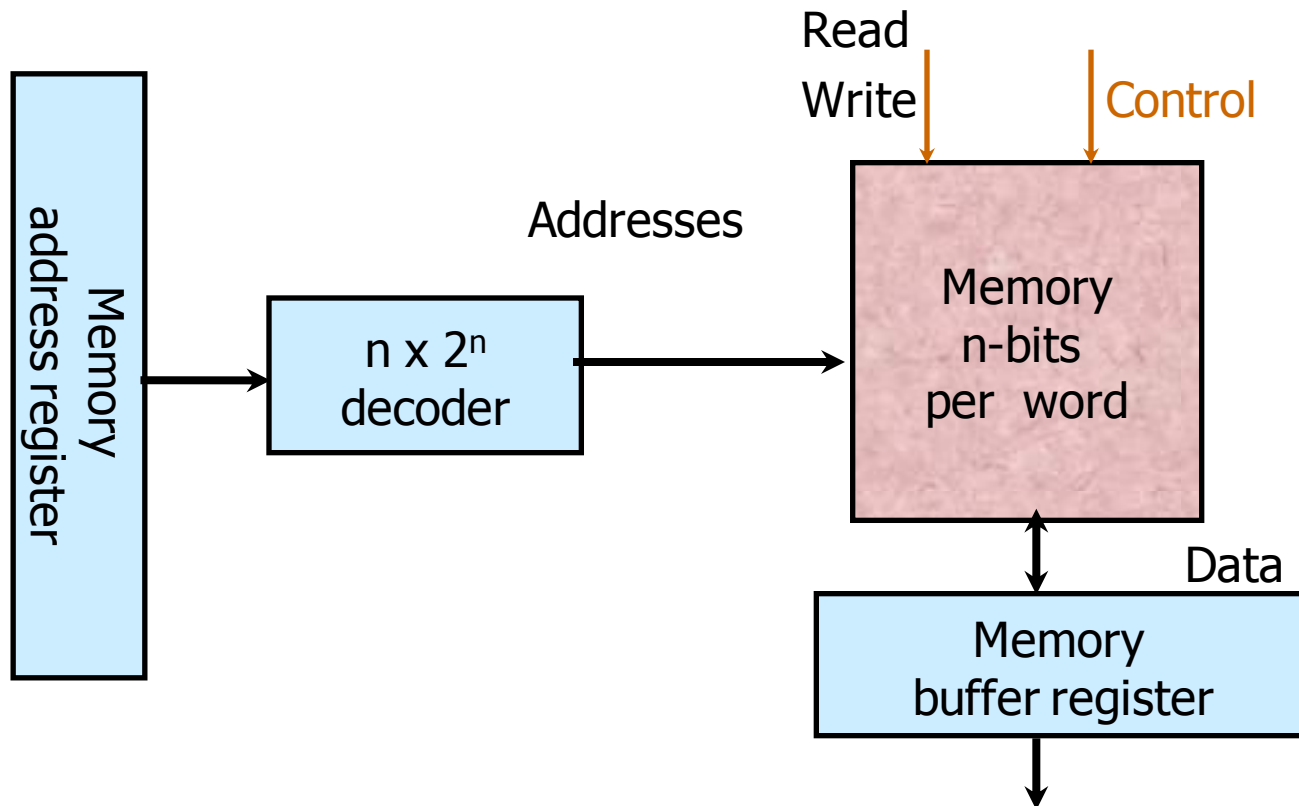 Read
Write
Control
Memory
address register
Addresses
n x 2ⁿ
decoder
Memory
n-bits
per word
Data
Memory
buffer register